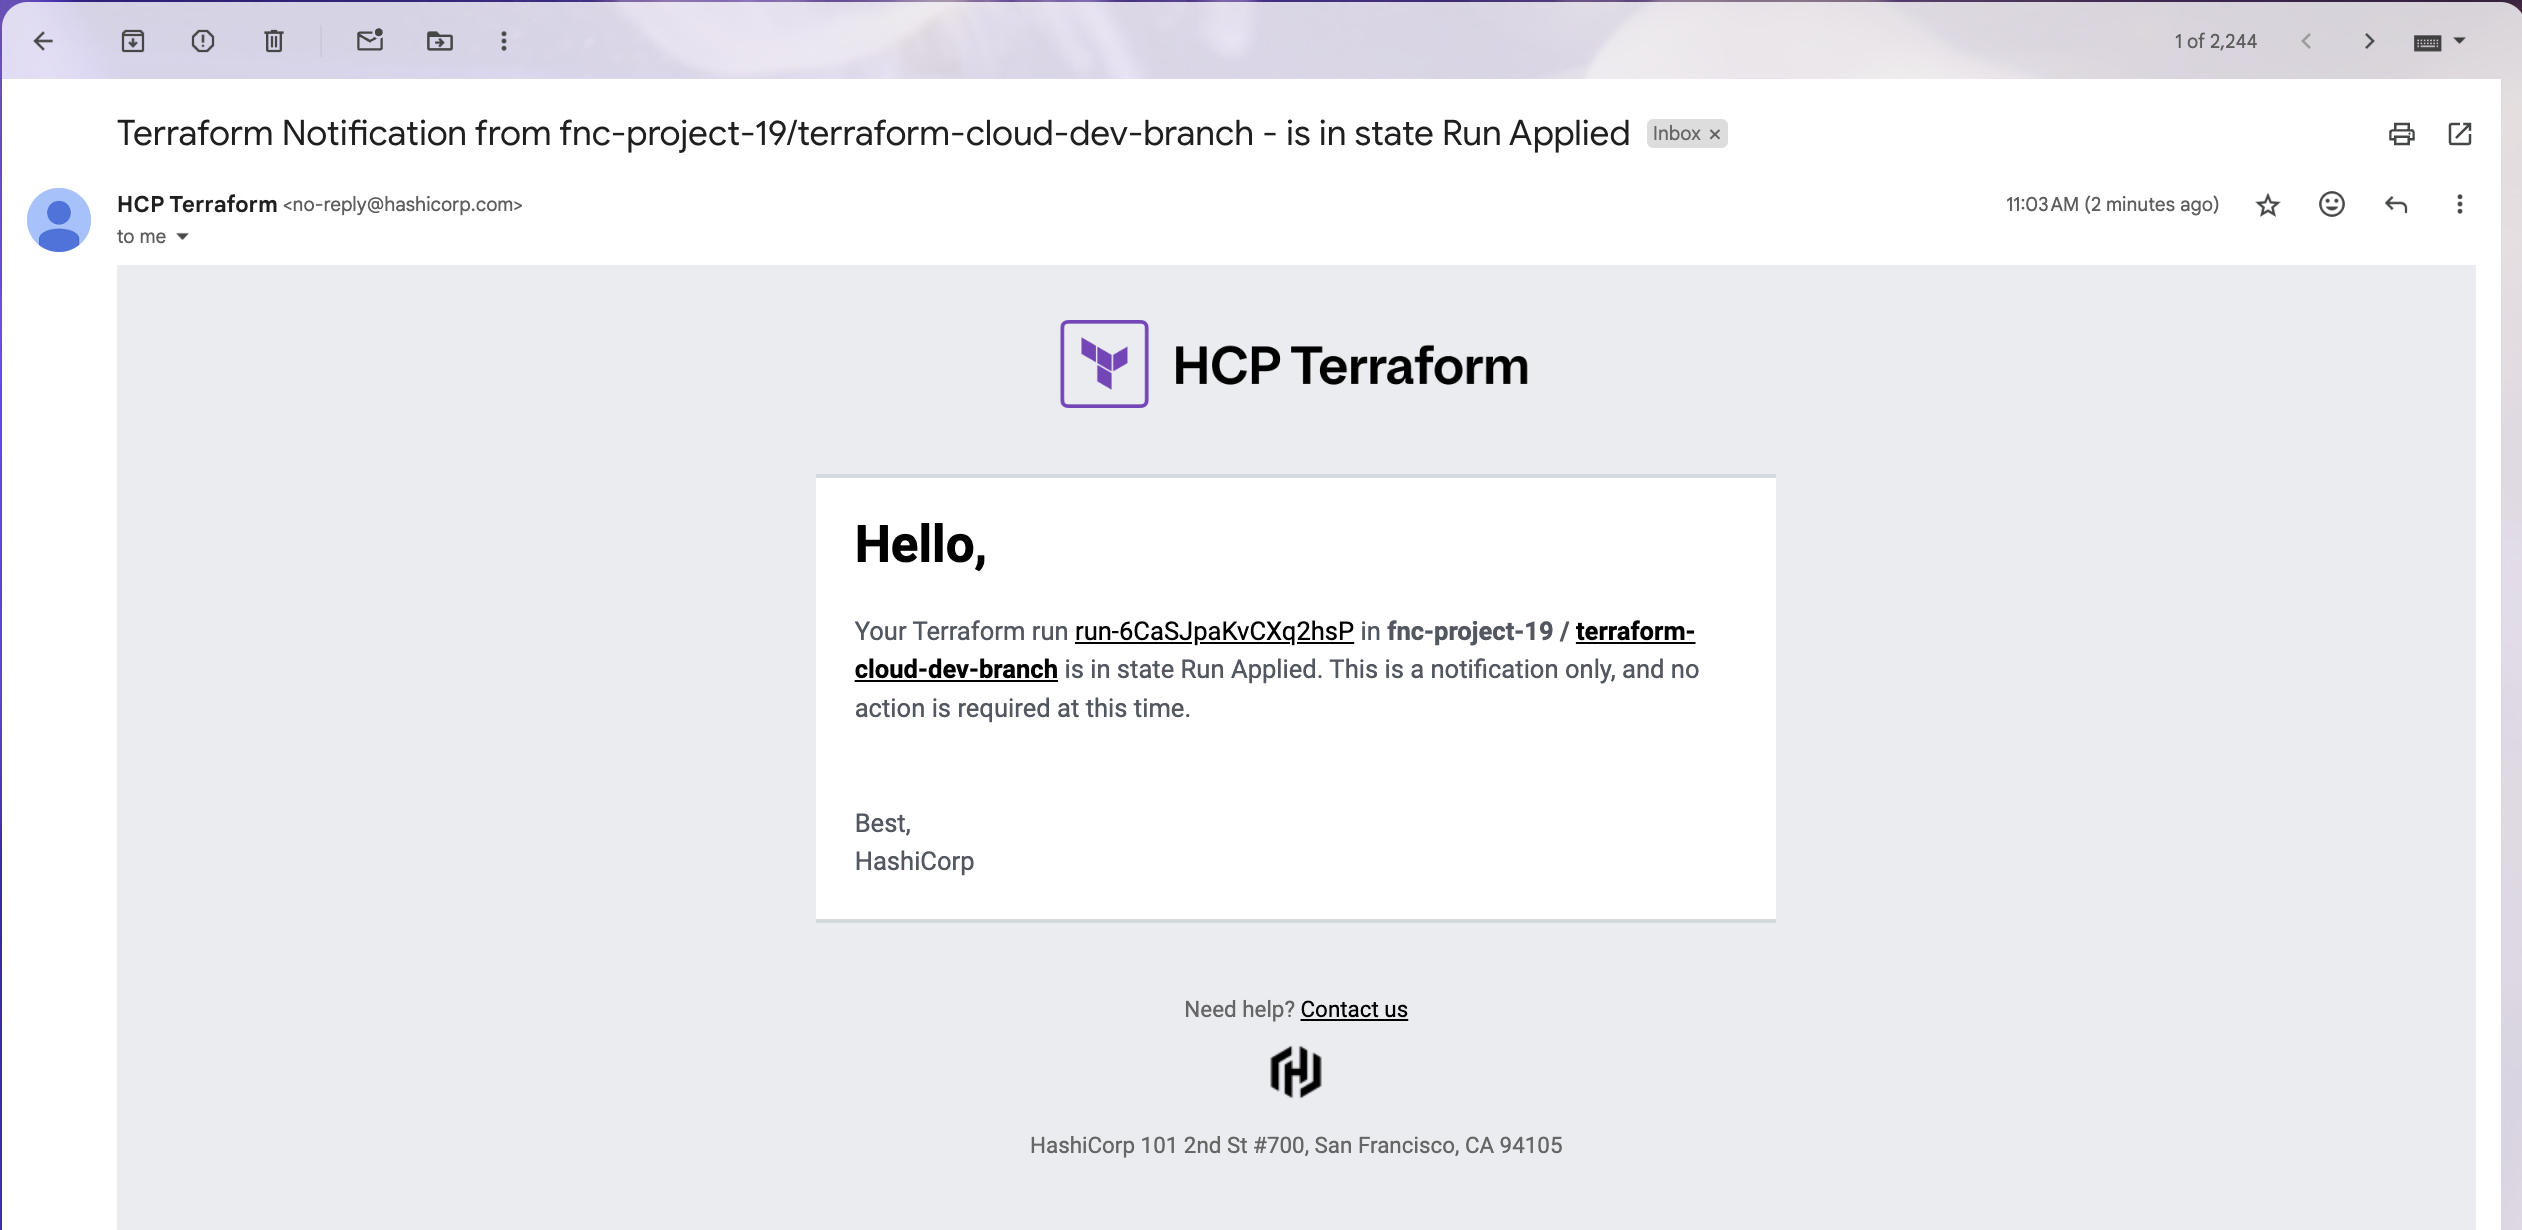 1 of 2,244
Terraform Notification from fnc-project-19/terraform-cloud-dev-branch - is in state Run Applied Inbox ×
HCP Terraform <no-reply@hashicorp.com> 11:03 AM (2 minutes ago)
to me
HCP Terraform
Hello,
Your Terraform run run-6CaSJpaKvCXq2hsP in fnc-project-19 / terraform-
cloud-dev-branch is in state Run Applied. This is a notification only, and no
action is required at this time.
Best,
HashiCorp
Need help? Contact us
HashiCorp 101 2nd St #700, San Francisco, CA 94105